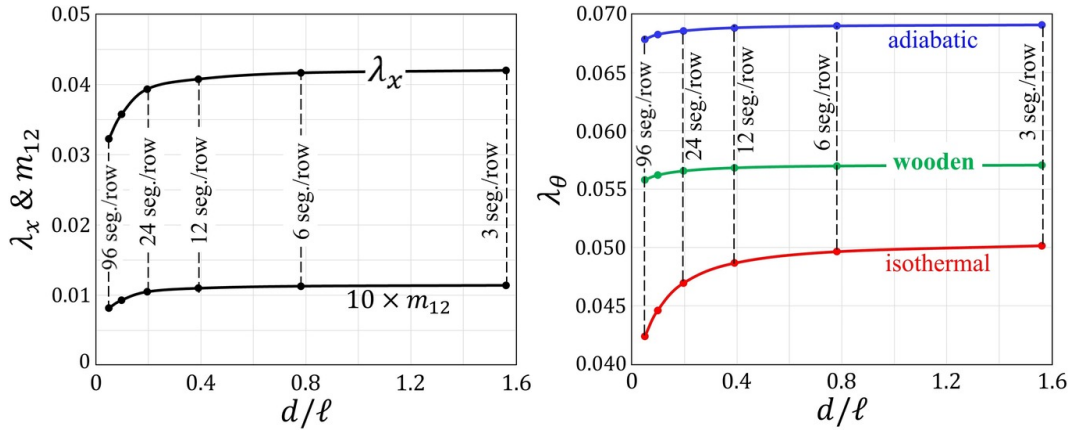 0.05
0.04
0.03
0.02
0.01
0
λₓ & m₁₂
λₓ
96 seg./row
24 seg./row
12 seg./row
6 seg./row
3 seg./row
10 × m₁₂
0 0.4 0.8 1.2 1.6
d/ℓ
0.070
0.065
0.060
0.055
0.050
0.045
0.040
λ_θ
adiabatic
96 seg./row
24 seg./row
12 seg./row
6 seg./row
3 seg./row
wooden
isothermal
0 0.4 0.8 1.2 1.6
d/ℓ